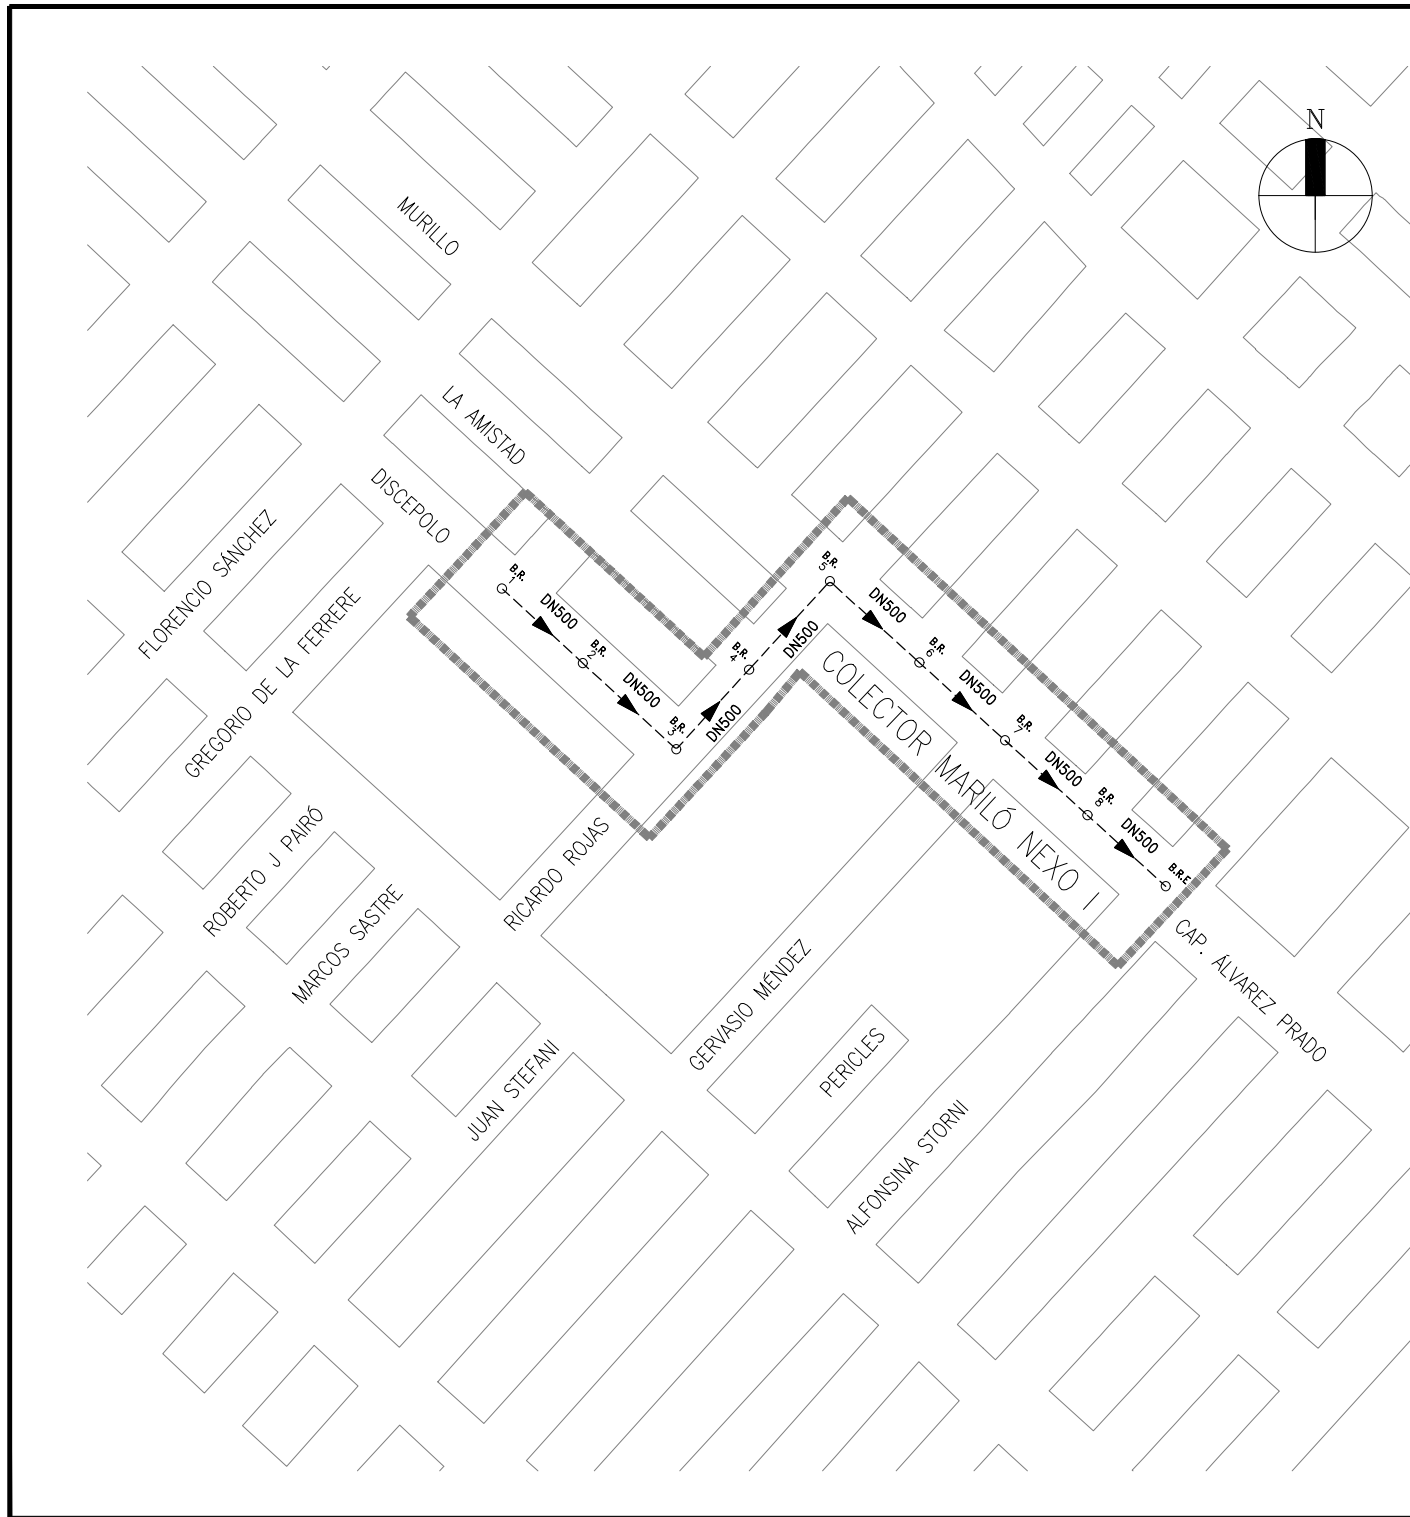 N
MURILLO
LA AMISTAD
DISCEPOLO
FLORENCIO SÁNCHEZ
GREGORIO DE LA FERRERE
ROBERTO J PAIRÓ
MARCOS SASTRE
JUAN STEFANI
RICARDO ROJAS
GERVASIO MÉNDEZ
PERICLES
ALFONSINA STORNI
CAP. ÁLVAREZ PRADO
COLECTOR MARILÓ NEXO I
B.R.
1
DN500
B.R.
2
DN500
B.R.
3
DN500
B.R.
4
DN500
B.R.
5
DN500
B.R.
6
DN500
B.R.
7
DN500
B.R.
8
DN500
B.R.E